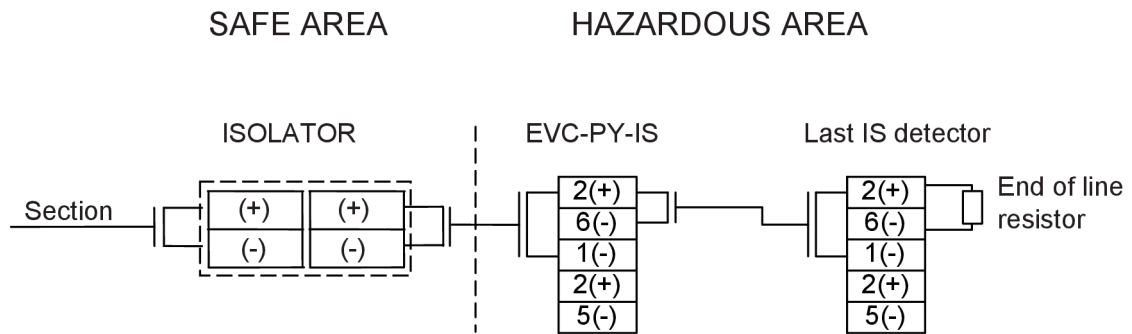 SAFE AREA
HAZARDOUS AREA
ISOLATOR
EVC-PY-IS
Last IS detector
Section
(+)
(+)
(-)
(-)
2(+)
6(-)
1(-)
2(+)
5(-)
2(+)
6(-)
1(-)
2(+)
5(-)
End of line
resistor